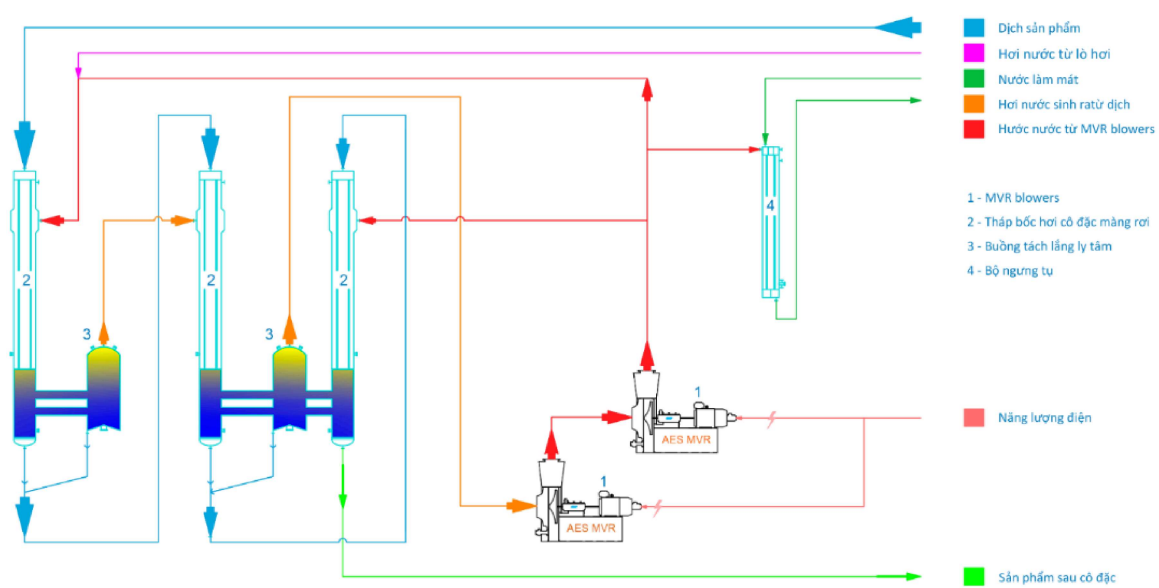 Dịch sản phẩm
Hơi nước từ lò hơi
Nước làm mát
Hơi nước sinh ratừ dịch
Hước nước từ MVR blowers
1 - MVR blowers
2 - Tháp bốc hơi cô đặc màng rơi
3 - Buồng tách lắng ly tâm
4 - Bộ ngưng tụ
4
2
2
2
3
3
1
AES MVR
Năng lượng điện
1
AES MVR
Sản phẩm sau cô đặc